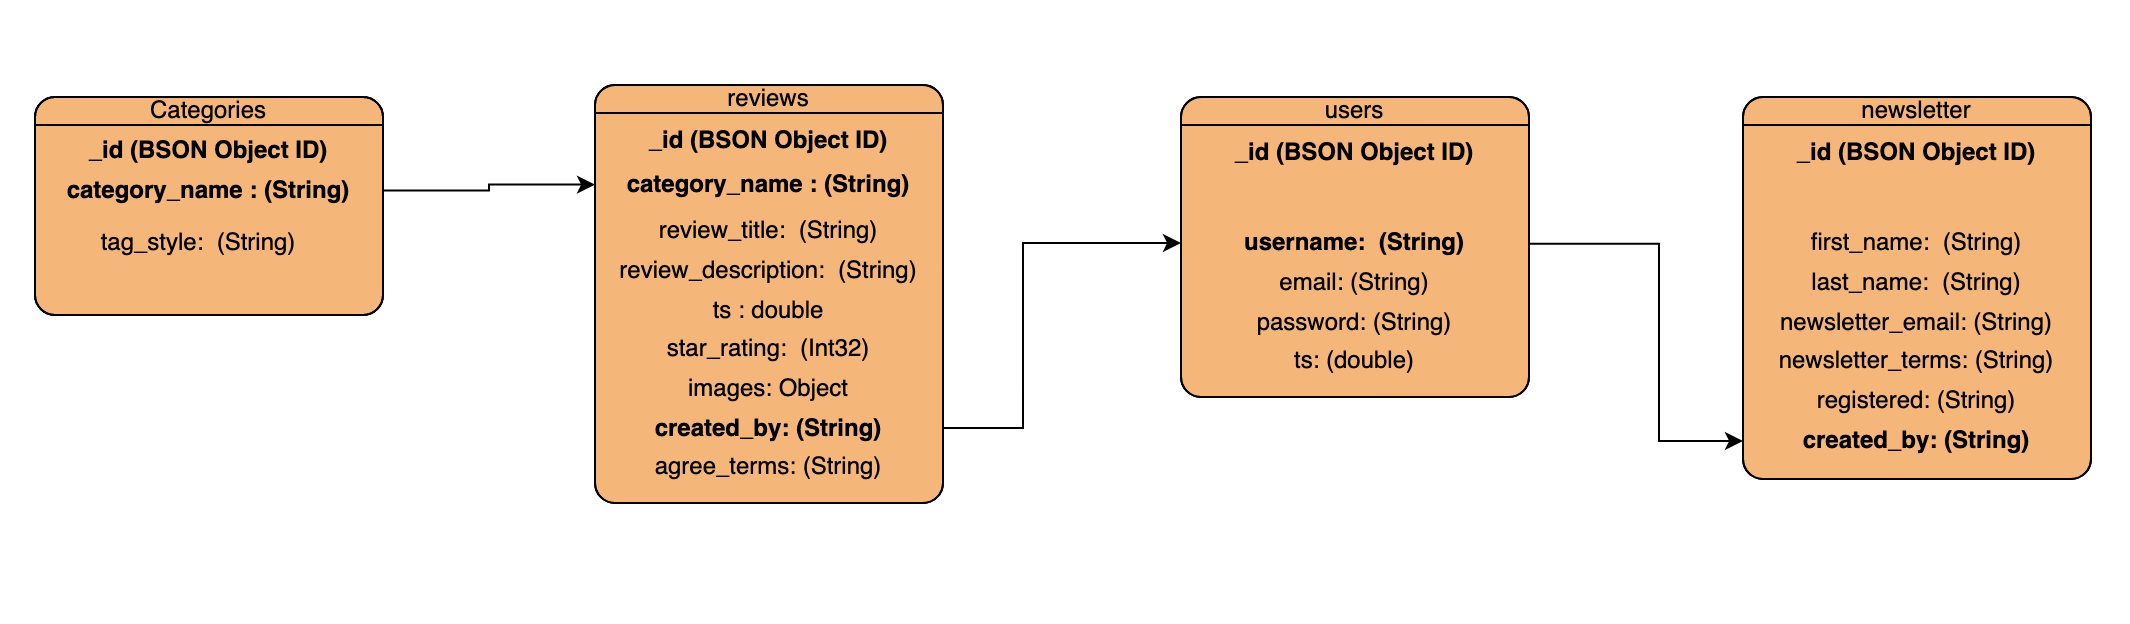 Categories
_id (BSON Object ID)
category_name : (String)
tag_style:  (String)
reviews
_id (BSON Object ID)
category_name : (String)
review_title:  (String)
review_description:  (String)
ts : double
star_rating:  (Int32)
images: Object
created_by: (String)
agree_terms: (String)
users
_id (BSON Object ID)
username:  (String)
email: (String)
password: (String)
ts: (double)
newsletter
_id (BSON Object ID)
first_name:  (String)
last_name:  (String)
newsletter_email: (String)
newsletter_terms: (String)
registered: (String)
created_by: (String)